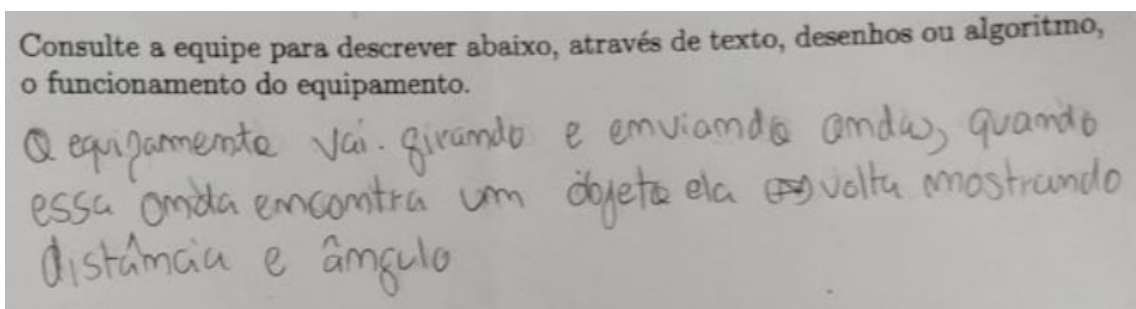 Consulte a equipe para descrever abaixo, através de texto, desenhos ou algoritmo,
o funcionamento do equipamento.
O equipamento vai. girando e enviando ondas, quando
essa onda encontra um objeto ela volta mostrando
distância e ângulo